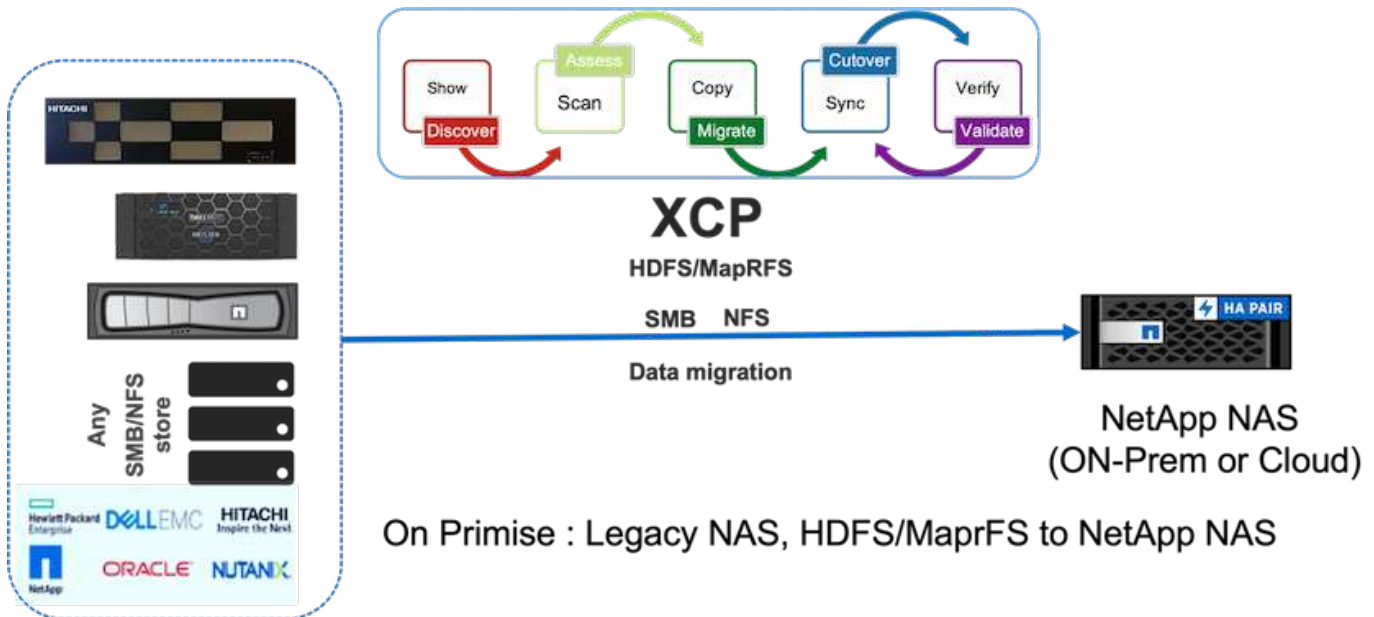 Show
Discover
Assess
Scan
Copy
Migrate
Cutover
Sync
Verify
Validate
XCP
HDFS/MapRFS
SMB NFS
Data migration
HITACHI
Any
SMB/NFS
store
Hewlett Packard
Enterprise
DELLEMC
HITACHI
Inspire the Next
NetApp
ORACLE
NUTANIX
HA PAIR
NetApp NAS
(ON-Prem or Cloud)
On Primise : Legacy NAS, HDFS/MaprFS to NetApp NAS